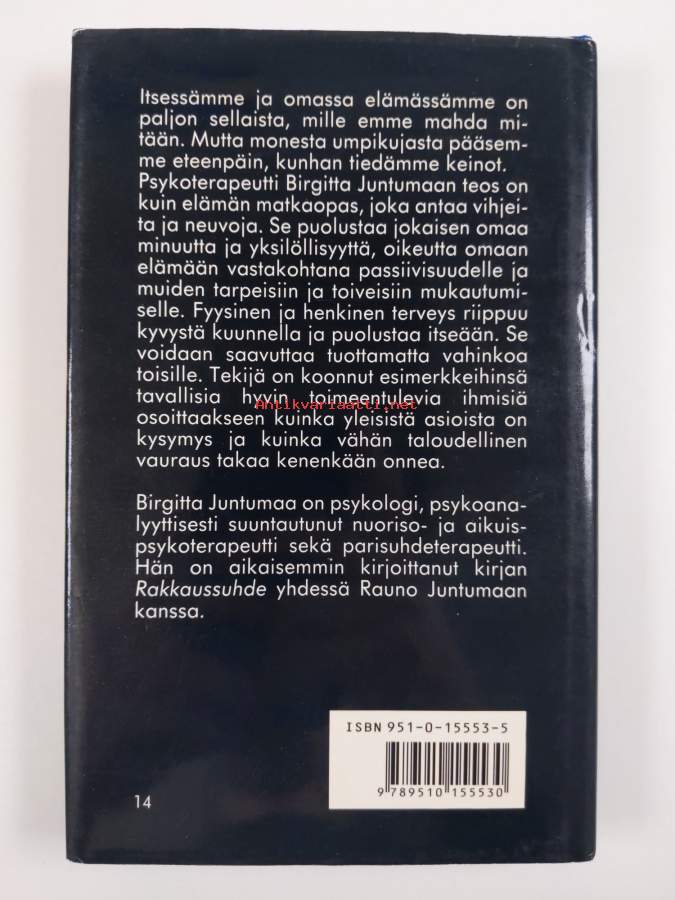 Itsessämme ja omassa elämässämme on
paljon sellaista, mille emme mahda mi-
tään. Mutta monesta umpikujasta pääsem-
me eteenpäin, kunhan tiedämme keinot.
Psykoterapeutti Birgitta Juntumaan teos on
kuin elämän matkaopas, joka antaa vihjei-
ta ja neuvoja. Se puolustaa jokaisen omaa
minuutta ja yksilöllisyyttä, oikeutta omaan
elämään vastakohtana passiivisuudelle ja
muiden tarpeisiin ja toiveisiin mukautumi-
selle. Fyysinen ja henkinen terveys riippuu
kyvystä kuunnella ja puolustaa itseään. Se
voidaan saavuttaa tuottamatta vahinkoa
toisille. Tekijä on koonnut esimerkkeihinsä
tavallisia hyvin toimeentulevia ihmisiä
Antikvariaatti.net
osoittaakseen kuinka yleisistä asioista on
kysymys ja kuinka vähän taloudellinen
vauraus takaa kenenkään onnea.
Birgitta Juntumaa on psykologi, psykoana-
lyyttisesti suuntautunut nuoriso- ja aikuis-
psykoterapeutti sekä parisuhdeterapeutti.
Hän on aikaisemmin kirjoittanut kirjan
Rakkaussuhde yhdessä Rauno Juntumaan
kanssa.
ISBN 951-0-15553-5
9 789510 155530
14